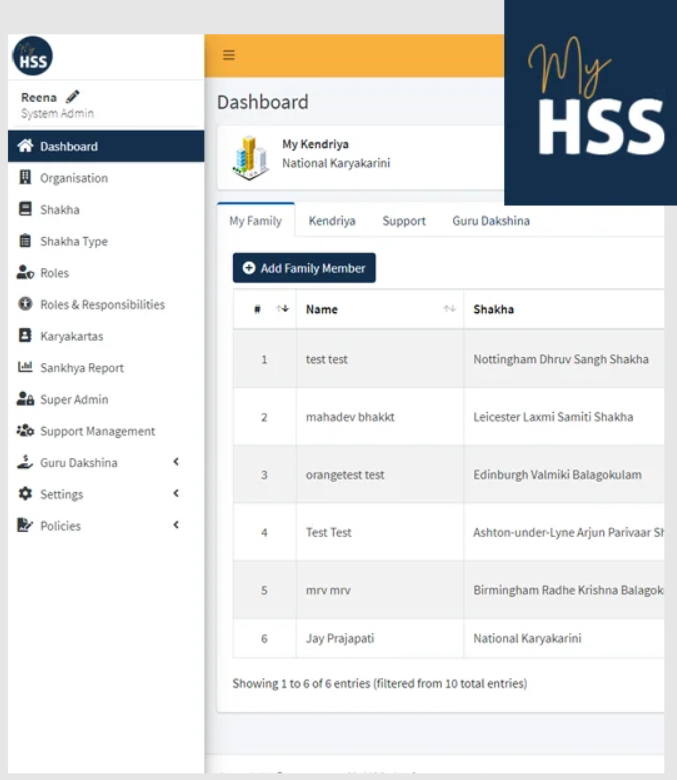 My
HSS
My
HSS
Reena
System Admin
Dashboard
Organisation
Shakha
Shakha Type
Roles
Roles & Responsibilities
Karyakartas
Sankhya Report
Super Admin
Support Management
Guru Dakshina
Settings
Policies
Dashboard
My Kendriya
National Karyakarini
My Family Kendriya Support Guru Dakshina
Add Family Member
# Name Shakha
1 test test Nottingham Dhruv Sangh Shakha
2 mahadev bhakkt Leicester Laxmi Samiti Shakha
3 orangetest test Edinburgh Valmiki Balagokulam
4 Test Test Ashton-under-Lyne Arjun Parivaar Sh
5 mrv mrv Birmingham Radhe Krishna Balagok
6 Jay Prajapati National Karyakarini
Showing 1 to 6 of 6 entries (filtered from 10 total entries)